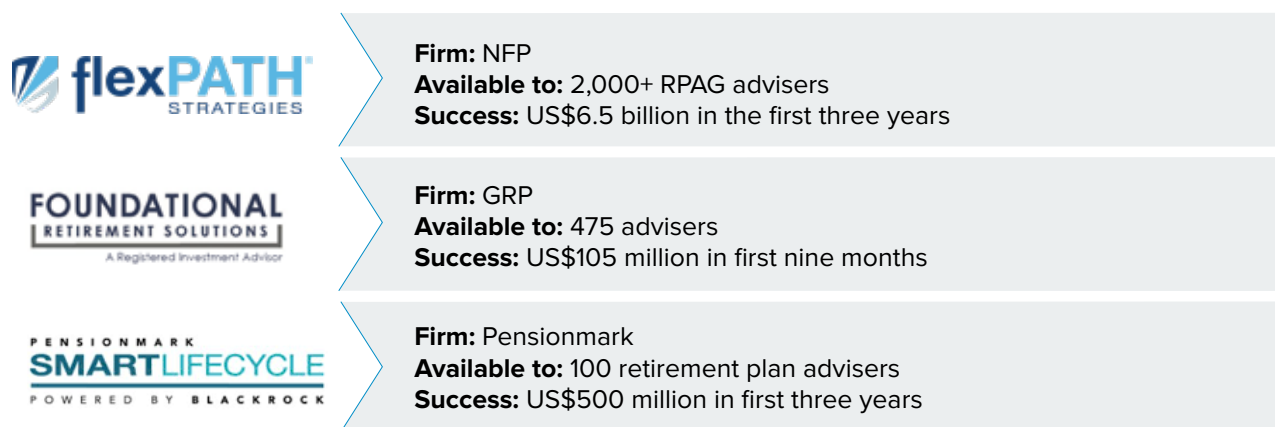 flexPATH®
STRATEGIES
Firm: NFP
Available to: 2,000+ RPAG advisers
Success: US$6.5 billion in the first three years
FOUNDATIONAL
RETIREMENT SOLUTIONS
A Registered Investment Advisor
Firm: GRP
Available to: 475 advisers
Success: US$105 million in first nine months
PENSIONMARK
SMARTLIFECYCLE
POWERED BY BLACKROCK
Firm: Pensionmark
Available to: 100 retirement plan advisers
Success: US$500 million in first three years